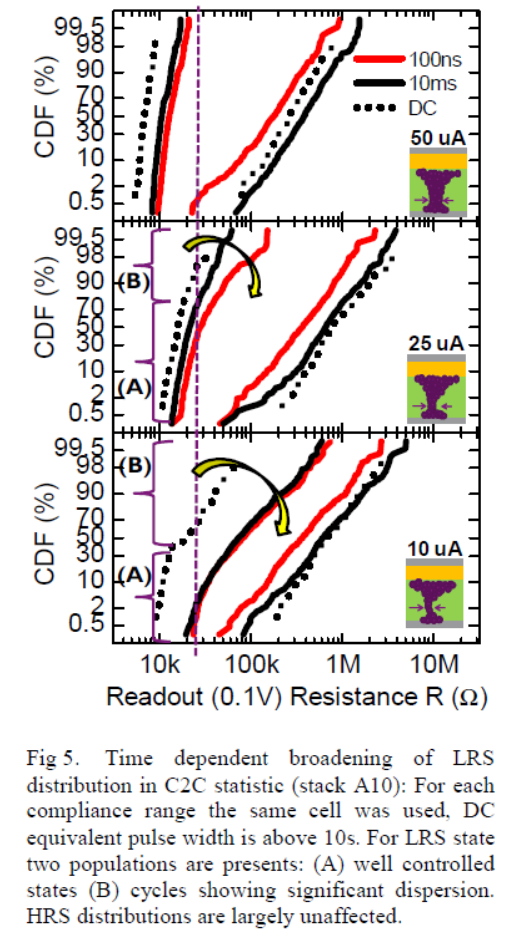 99.5
98
90
70
50
30
10
2
0.5
CDF (%)
100ns
10ms
DC
50 uA
99.5
98
90
70
50
30
10
2
0.5
CDF (%)
(B)
(A)
25 uA
99.5
98
90
70
50
30
10
2
0.5
CDF (%)
(B)
(A)
10 uA
10k 100k 1M 10M
Readout (0.1V) Resistance R (Ω)
Fig 5. Time dependent broadening of LRS
distribution in C2C statistic (stack A10): For each
compliance range the same cell was used, DC
equivalent pulse width is above 10s. For LRS state
two populations are presents: (A) well controlled
states (B) cycles showing significant dispersion.
HRS distributions are largely unaffected.